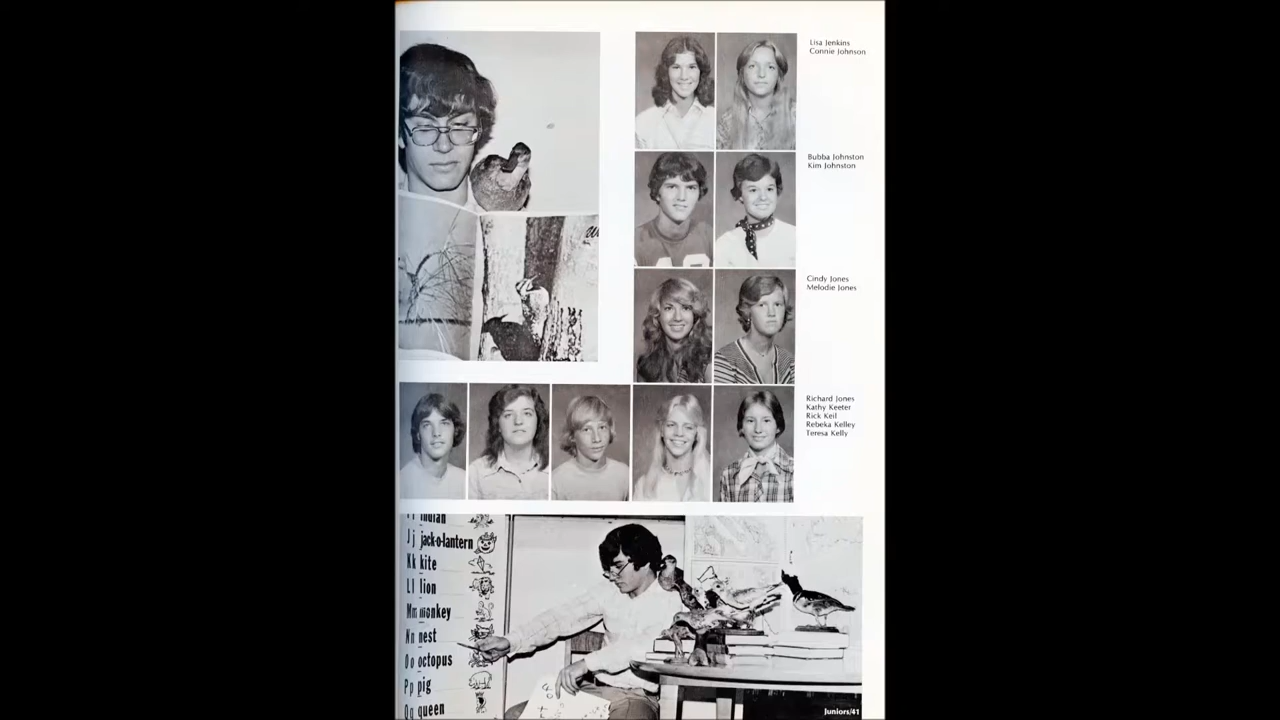 Lisa Jenkins
Connie Johnson
Bubba Johnston
Kim Johnston
Cindy Jones
Melodie Jones
Richard Jones
Kathy Keeter
Rick Keil
Rebeka Kelley
Teresa Kelly
I i indian
J j jack-o-lantern
Kk kite
Ll lion
Mm monkey
Nn nest
Oo octopus
Pp pig
Qq queen
Juniors/41